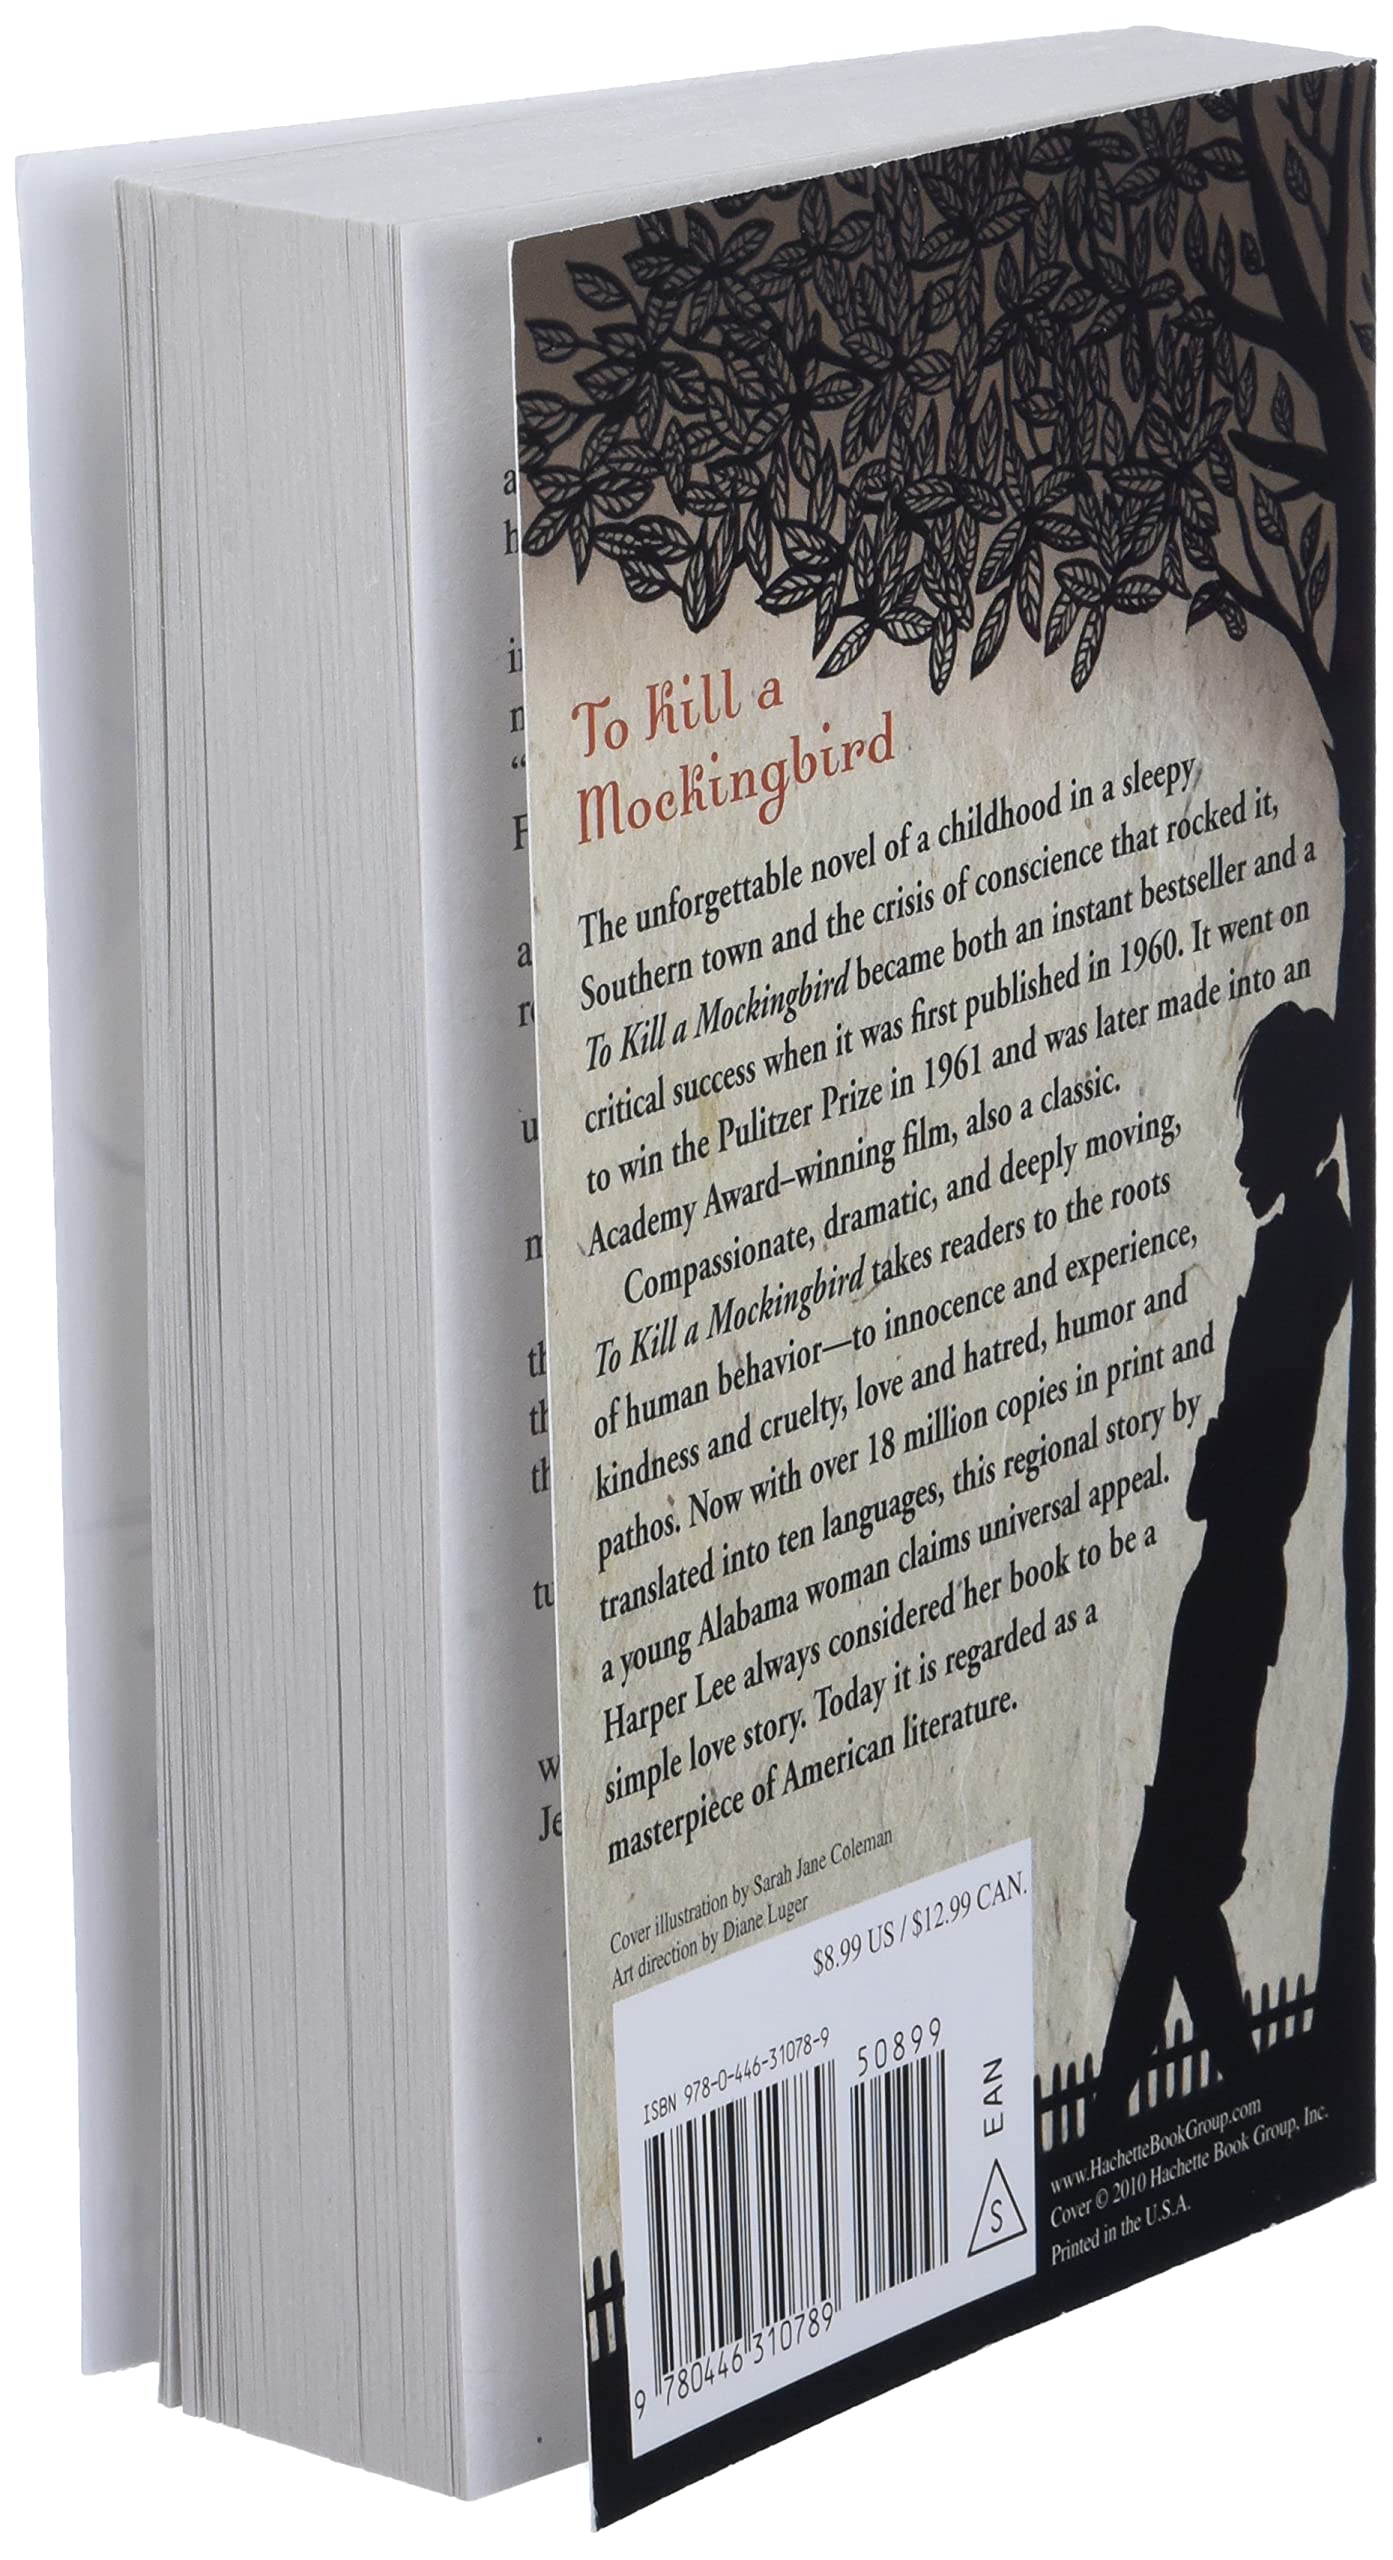 a
h
“
F
a
u
th
th
th
tu
w
Je
To Kill a
Mockingbird
The unforgettable novel of a childhood in a sleepy
Southern town and the crisis of conscience that rocked it,
To Kill a Mockingbird became both an instant bestseller and a
critical success when it was first published in 1960. It went on
to win the Pulitzer Prize in 1961 and was later made into an
Academy Award–winning film, also a classic.
Compassionate, dramatic, and deeply moving,
To Kill a Mockingbird takes readers to the roots
of human behavior—to innocence and experience,
kindness and cruelty, love and hatred, humor and
pathos. Now with over 18 million copies in print and
translated into ten languages, this regional story by
a young Alabama woman claims universal appeal.
Harper Lee always considered her book to be a
simple love story. Today it is regarded as a
masterpiece of American literature.
Cover illustration by Sarah Jane Coleman
Art direction by Diane Luger
$8.99 US / $12.99 CAN.
ISBN 978-0-446-31078-9
50899
EAN
S
9 780446 310789
www.HachetteBookGroup.com
Cover © 2010 Hachette Book Group, Inc.
Printed in the U.S.A.